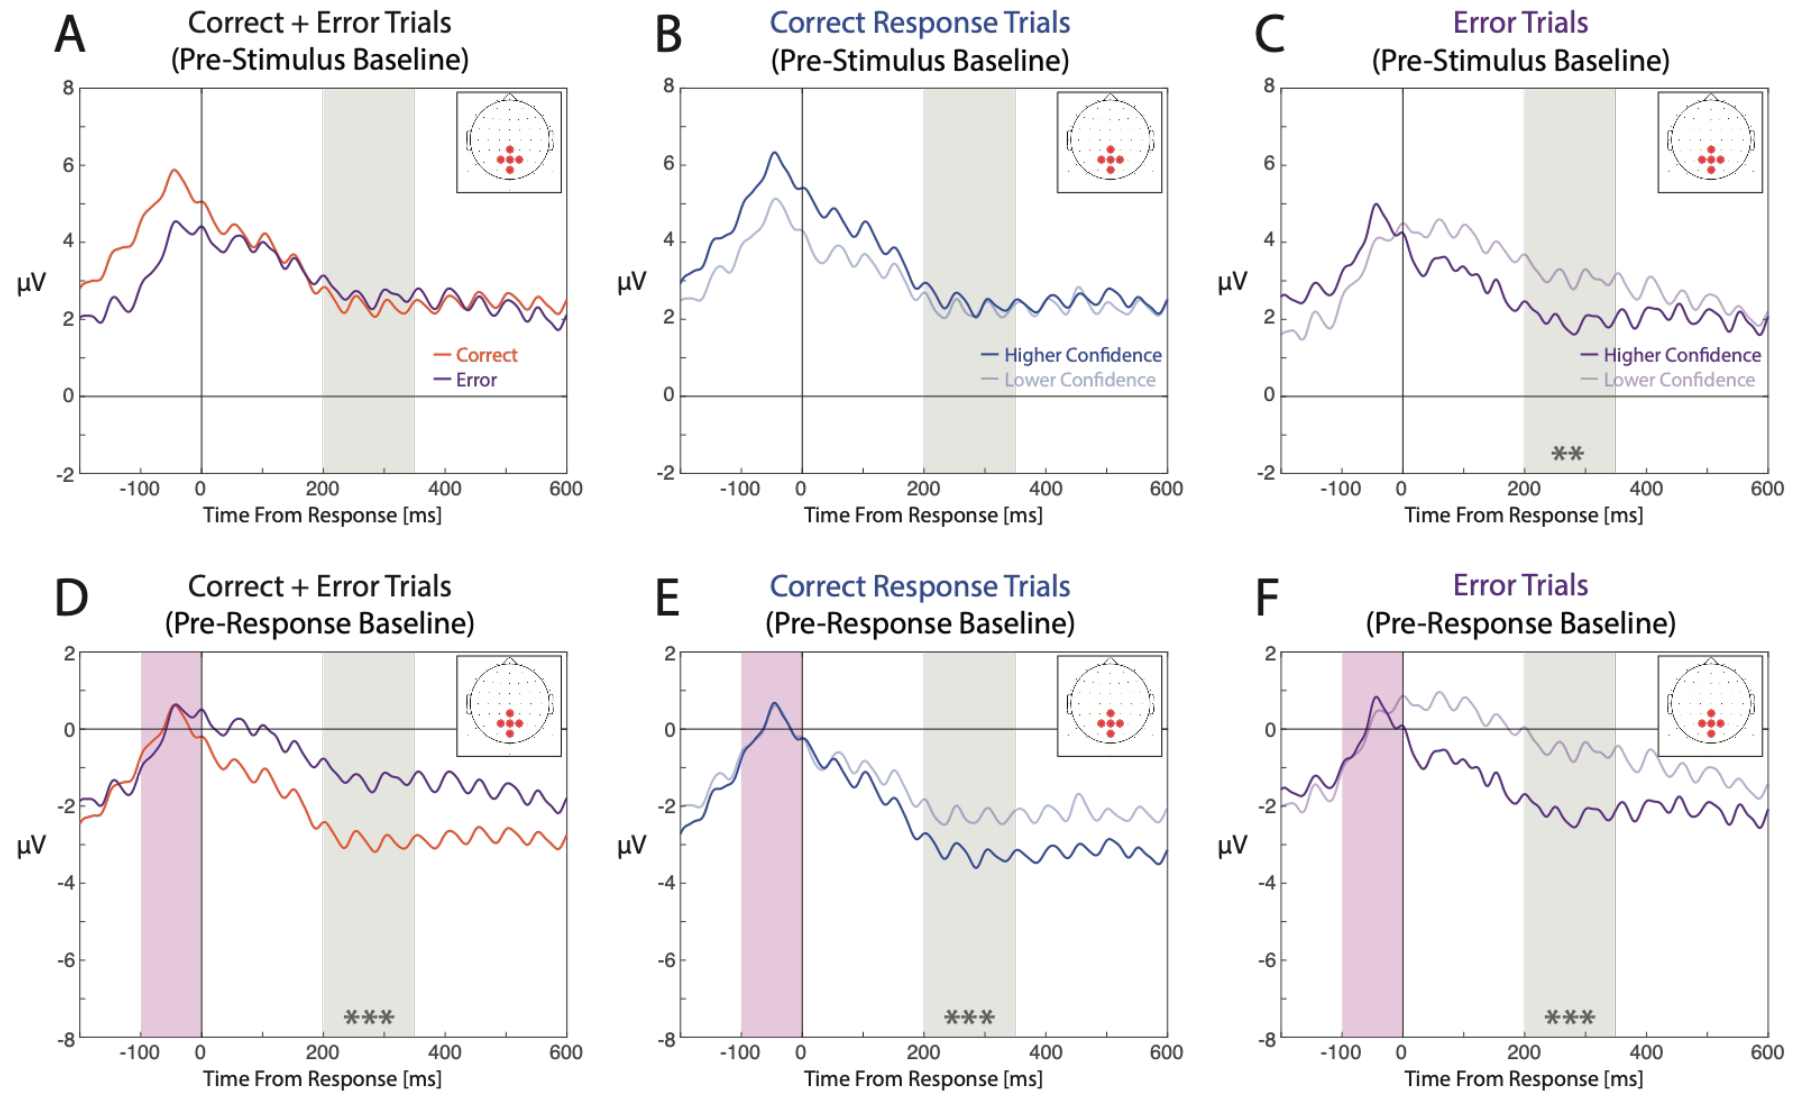 A
Correct + Error Trials
(Pre-Stimulus Baseline)
8
6
4
2
0
-2
µV
Correct
Error
-100 0 200 400 600
Time From Response [ms]
B
Correct Response Trials
(Pre-Stimulus Baseline)
8
6
4
2
0
-2
µV
Higher Confidence
Lower Confidence
-100 0 200 400 600
Time From Response [ms]
C
Error Trials
(Pre-Stimulus Baseline)
8
6
4
2
0
-2
µV
Higher Confidence
Lower Confidence
**
-100 0 200 400 600
Time From Response [ms]
D
Correct + Error Trials
(Pre-Response Baseline)
2
0
-2
-4
-6
-8
µV
***
-100 0 200 400 600
Time From Response [ms]
E
Correct Response Trials
(Pre-Response Baseline)
2
0
-2
-4
-6
-8
µV
***
-100 0 200 400 600
Time From Response [ms]
F
Error Trials
(Pre-Response Baseline)
2
0
-2
-4
-6
-8
µV
***
-100 0 200 400 600
Time From Response [ms]